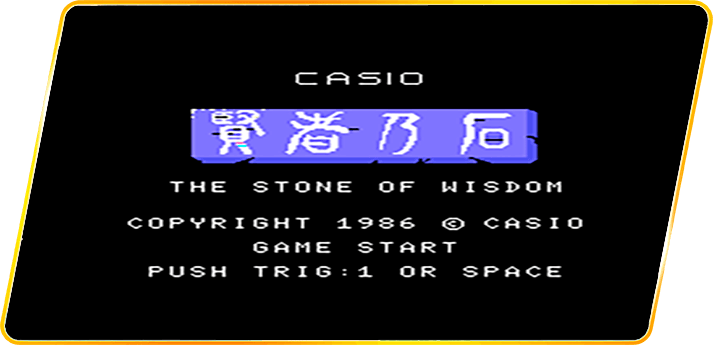 CASIO
賢者乃石
THE STONE OF WISDOM
COPYRIGHT 1986 © CASIO
GAME START
PUSH TRIG:1 OR SPACE